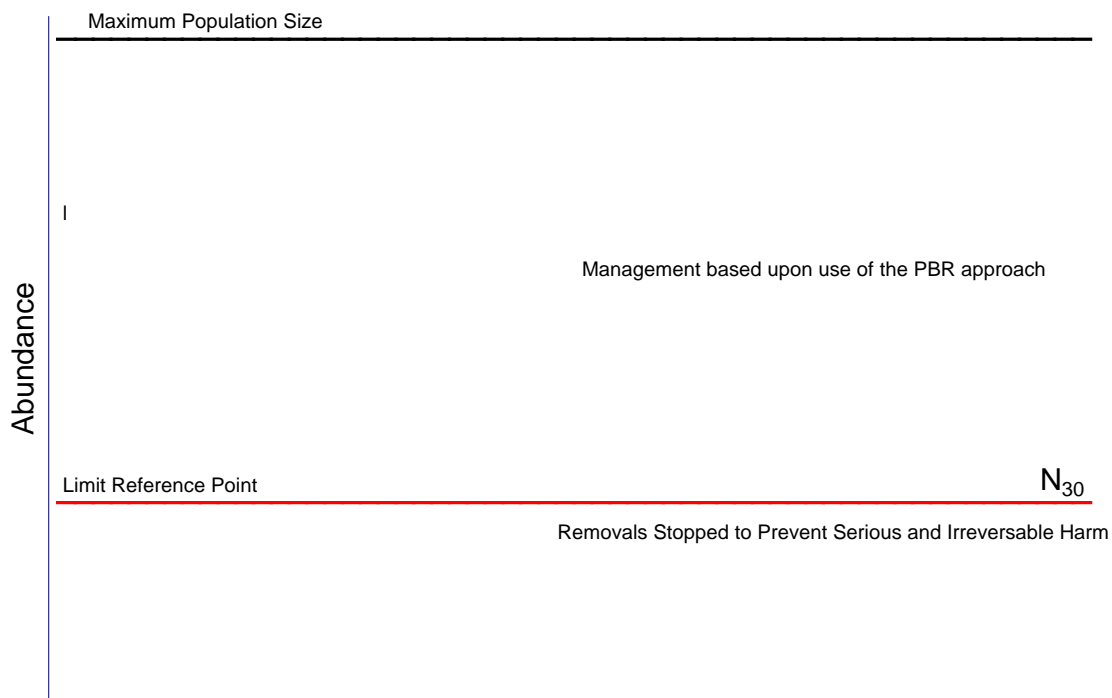 Maximum Population Size
l
Management based upon use of the PBR approach
Abundance
Limit Reference Point
N₃₀
Removals Stopped to Prevent Serious and Irreversable Harm